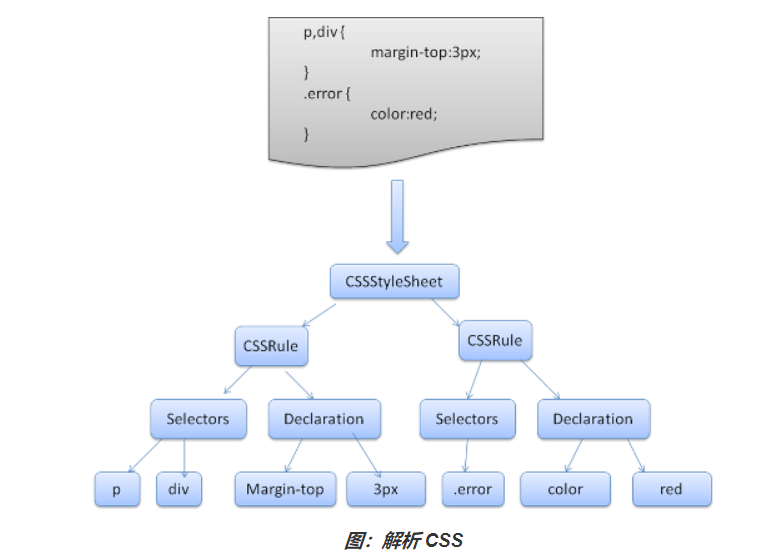 p,div {
margin-top:3px;
}
.error {
color:red;
}
CSSStyleSheet
CSSRule
CSSRule
Selectors
Declaration
Selectors
Declaration
p
div
Margin-top
3px
.error
color
red
图：解析 CSS